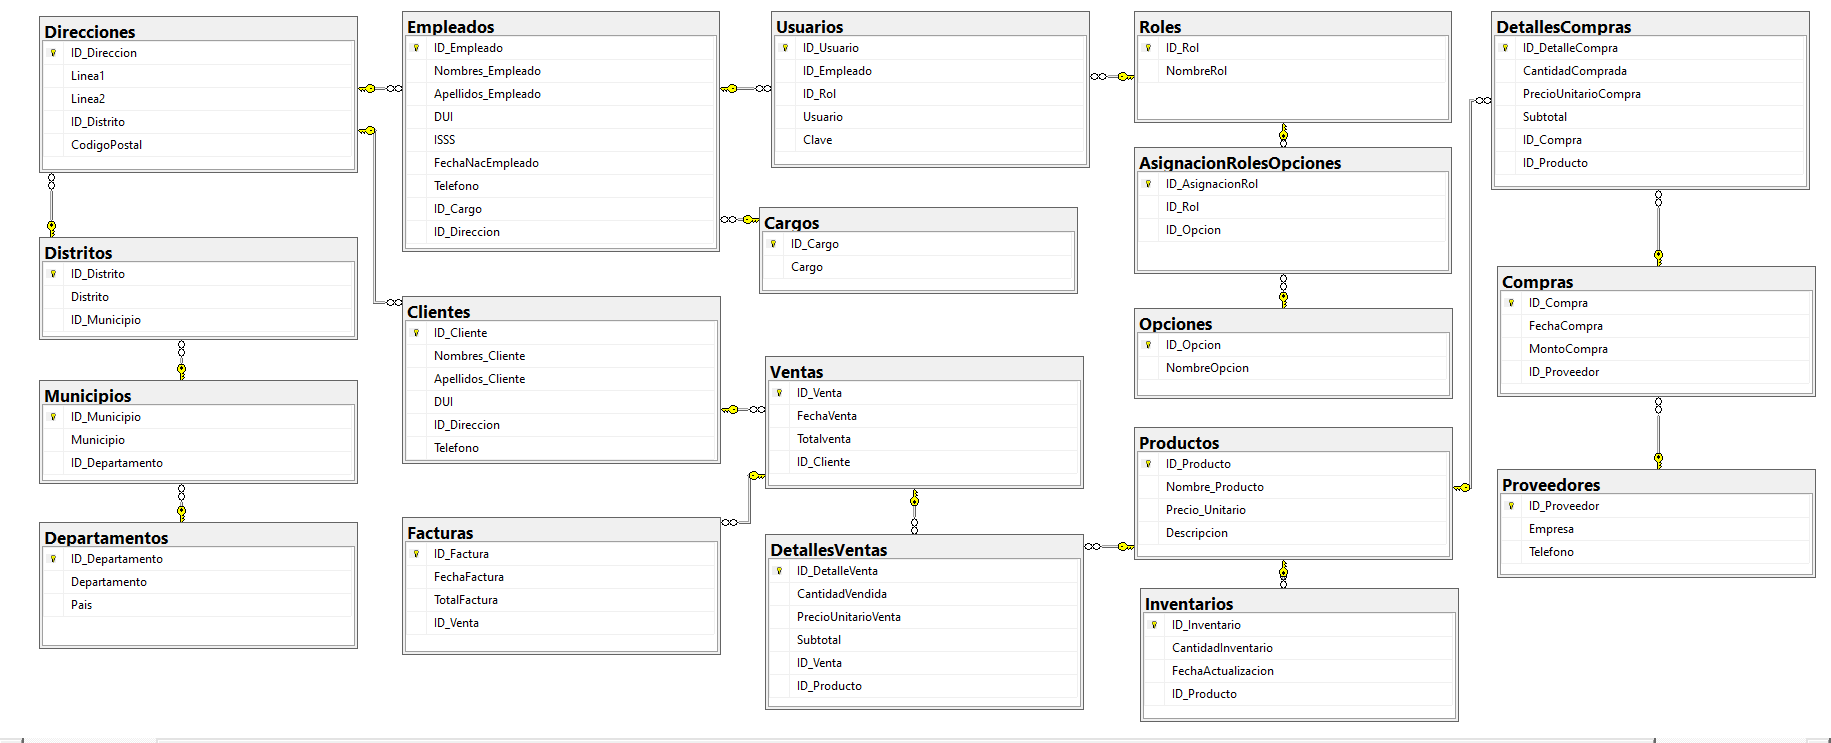 Direcciones
ID_Direccion
Linea1
Linea2
ID_Distrito
CodigoPostal
Distritos
ID_Distrito
Distrito
ID_Municipio
Municipios
ID_Municipio
Municipio
ID_Departamento
Departamentos
ID_Departamento
Departamento
Pais
Empleados
ID_Empleado
Nombres_Empleado
Apellidos_Empleado
DUI
ISSS
FechaNacEmpleado
Telefono
ID_Cargo
ID_Direccion
Clientes
ID_Cliente
Nombres_Cliente
Apellidos_Cliente
DUI
ID_Direccion
Telefono
Facturas
ID_Factura
FechaFactura
TotalFactura
ID_Venta
Usuarios
ID_Usuario
ID_Empleado
ID_Rol
Usuario
Clave
Cargos
ID_Cargo
Cargo
Ventas
ID_Venta
FechaVenta
Totalventa
ID_Cliente
DetallesVentas
ID_DetalleVenta
CantidadVendida
PrecioUnitarioVenta
Subtotal
ID_Venta
ID_Producto
Roles
ID_Rol
NombreRol
AsignacionRolesOpciones
ID_AsignacionRol
ID_Rol
ID_Opcion
Opciones
ID_Opcion
NombreOpcion
Productos
ID_Producto
Nombre_Producto
Precio_Unitario
Descripcion
Inventarios
ID_Inventario
CantidadInventario
FechaActualizacion
ID_Producto
DetallesCompras
ID_DetalleCompra
CantidadComprada
PrecioUnitarioCompra
Subtotal
ID_Compra
ID_Producto
Compras
ID_Compra
FechaCompra
MontoCompra
ID_Proveedor
Proveedores
ID_Proveedor
Empresa
Telefono